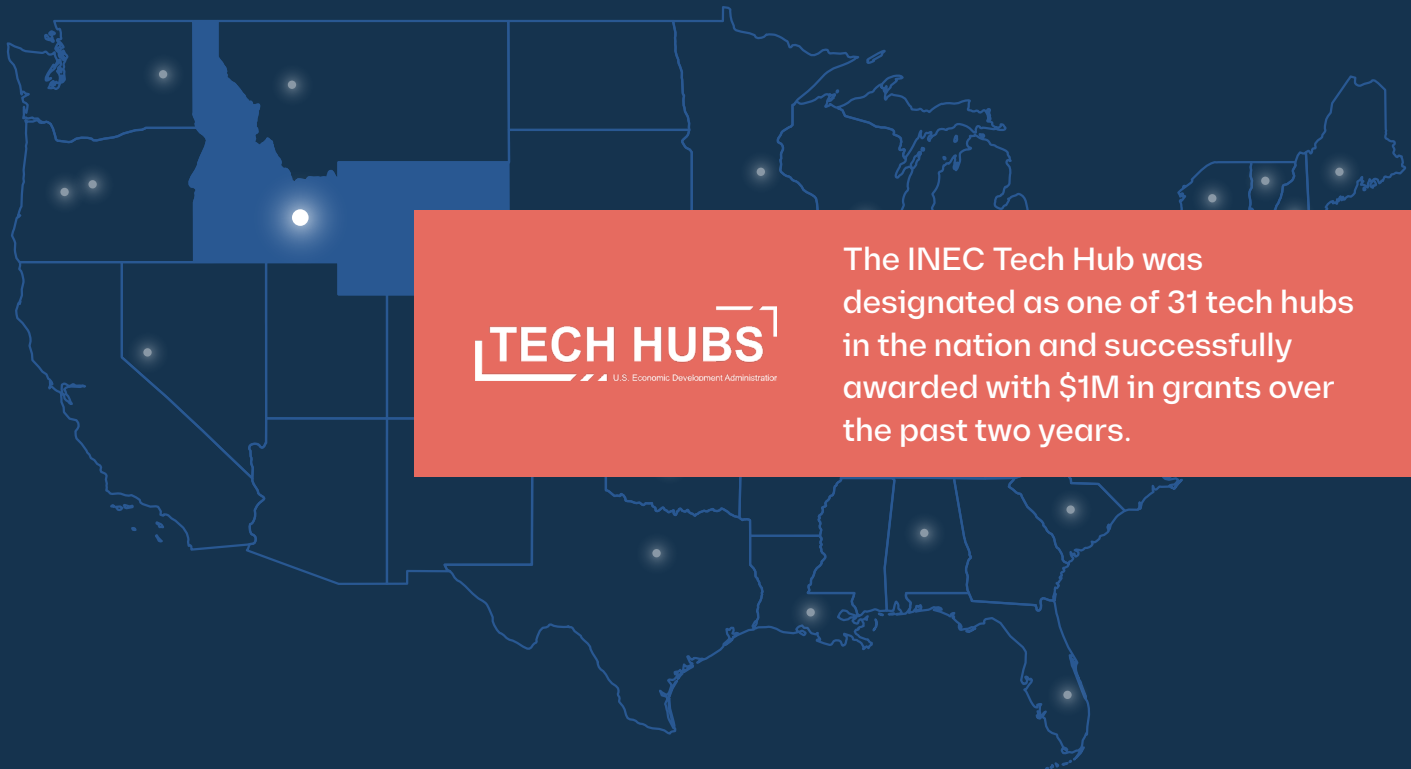 TECH HUBS
U.S. Economic Development Administration
The INEC Tech Hub was
designated as one of 31 tech hubs
in the nation and successfully
awarded with $1M in grants over
the past two years.